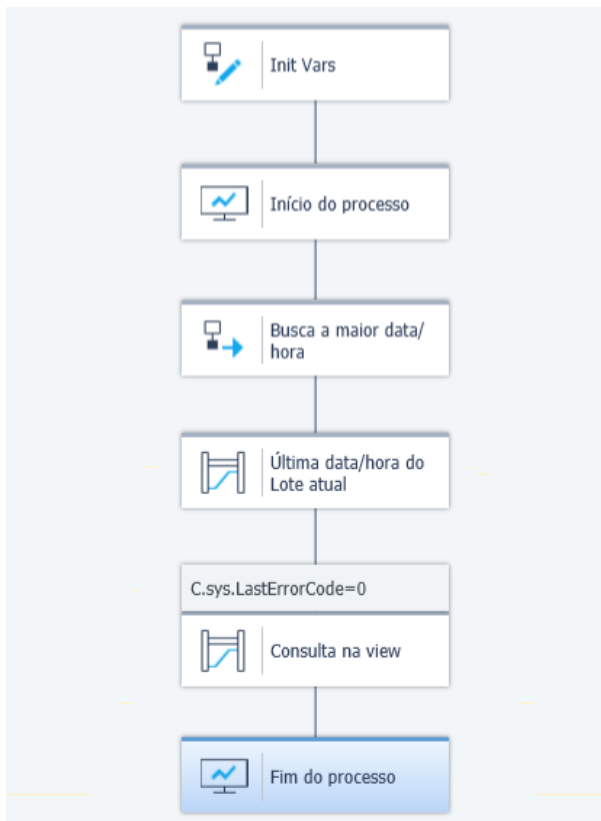 Init Vars
Início do processo
Busca a maior data/
hora
Última data/hora do
Lote atual
C.sys.LastErrorCode=0
Consulta na view
Fim do processo